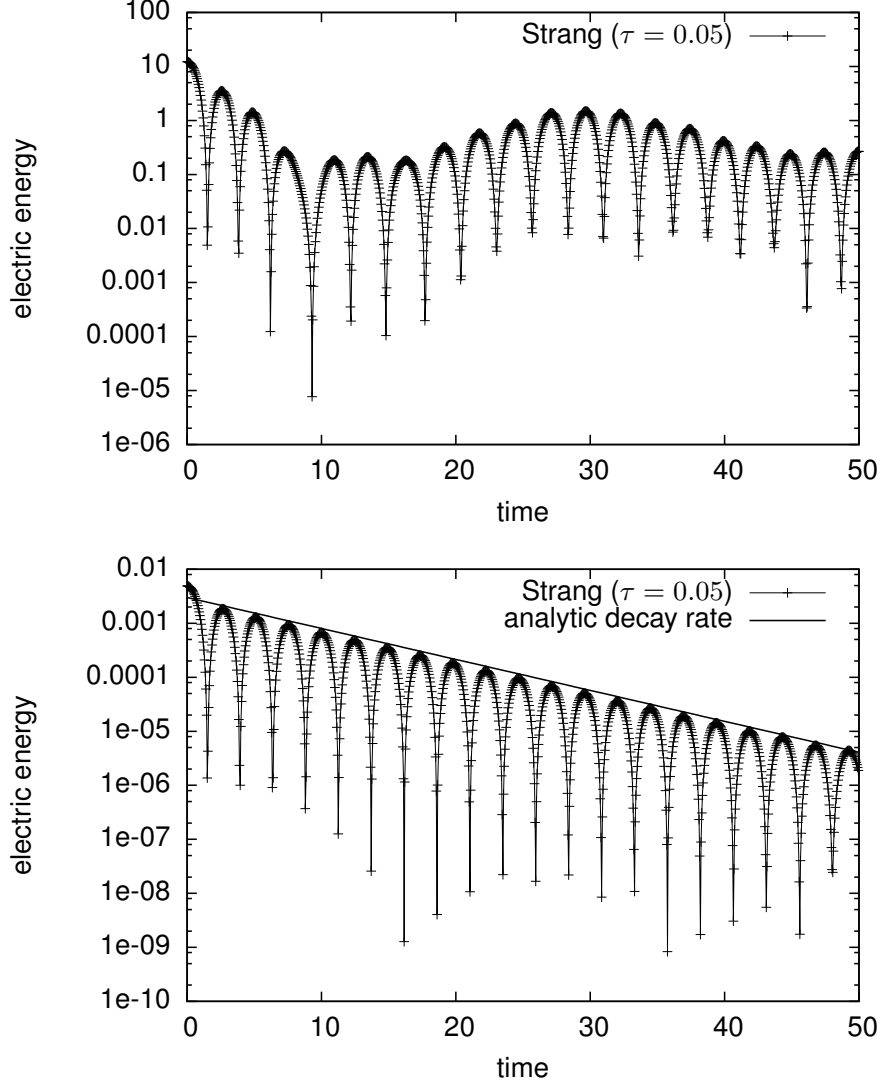 100
10
1
0.1
0.01
0.001
0.0001
1e-05
1e-06
electric energy
Strang (τ = 0.05)
0 10 20 30 40 50
time
0.01
0.001
0.0001
1e-05
1e-06
1e-07
1e-08
1e-09
1e-10
electric energy
Strang (τ = 0.05)
analytic decay rate
0 10 20 30 40 50
time